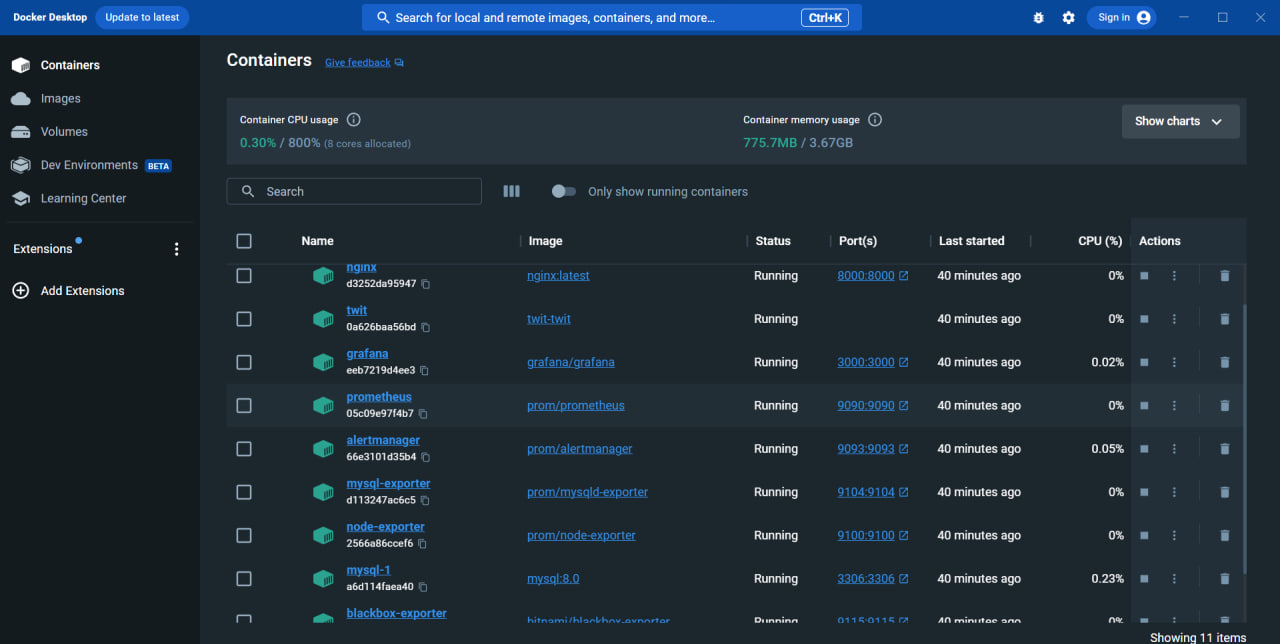 Docker Desktop Update to latest Search for local and remote images, containers, and more... Ctrl+K Sign in
Containers
Images
Volumes
Dev Environments BETA
Learning Center
Extensions
Add Extensions
Containers Give feedback
Container CPU usage
0.30% / 800% (8 cores allocated)
Container memory usage
775.7MB / 3.67GB
Show charts
Search
Only show running containers
Name Image Status Port(s) Last started CPU (%) Actions
nginx
d3252da95947
nginx:latest Running 8000:8000 40 minutes ago 0%
twit
0a626baa56bd
twit-twit Running 40 minutes ago 0%
grafana
eeb7219d4ee3
grafana/grafana Running 3000:3000 40 minutes ago 0.02%
prometheus
05c09e97f4b7
prom/prometheus Running 9090:9090 40 minutes ago 0%
alertmanager
66e3101d35b4
prom/alertmanager Running 9093:9093 40 minutes ago 0.05%
mysql-exporter
d113247ac6c5
prom/mysqld-exporter Running 9104:9104 40 minutes ago 0%
node-exporter
2566a86ccef6
prom/node-exporter Running 9100:9100 40 minutes ago 0%
mysql-1
a6d114faea40
mysql:8.0 Running 3306:3306 40 minutes ago 0.23%
blackbox-exporter
bitnami/blackbox-exporter Running 9115:9115 40 minutes ago 0%
Showing 11 items